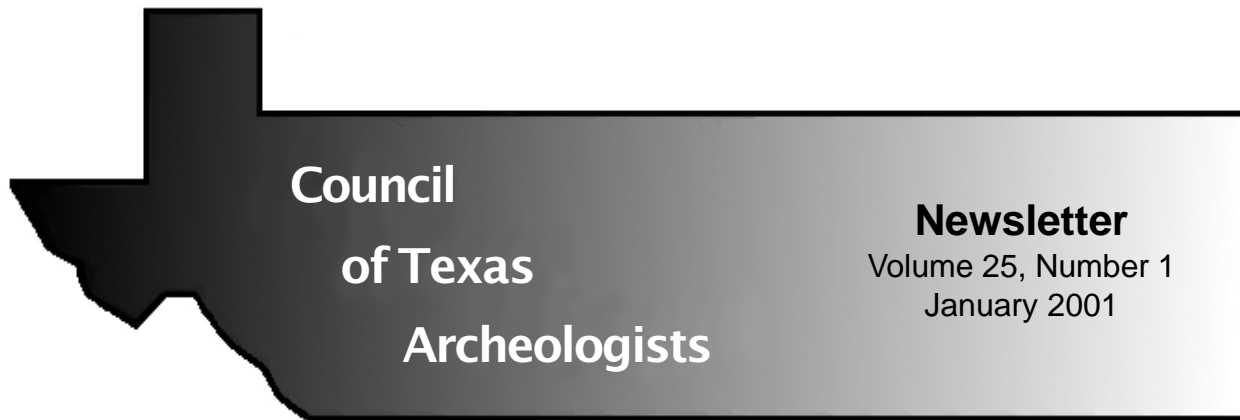 Council
of Texas
Archeologists
Newsletter
Volume 25, Number 1
January 2001